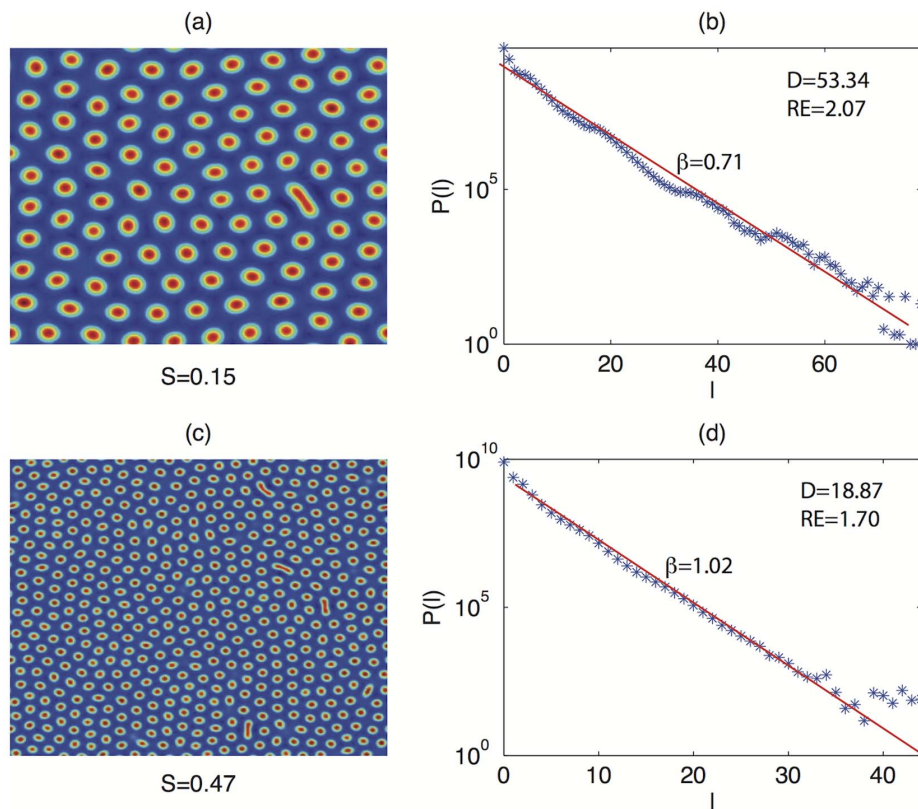 (a)
(b)
D=53.34
RE=2.07
β=0.71
P(l)
10^5
10^0
0
20
40
60
l
S=0.15
(c)
(d)
10^10
D=18.87
RE=1.70
β=1.02
P(l)
10^5
10^0
0
10
20
30
40
l
S=0.47